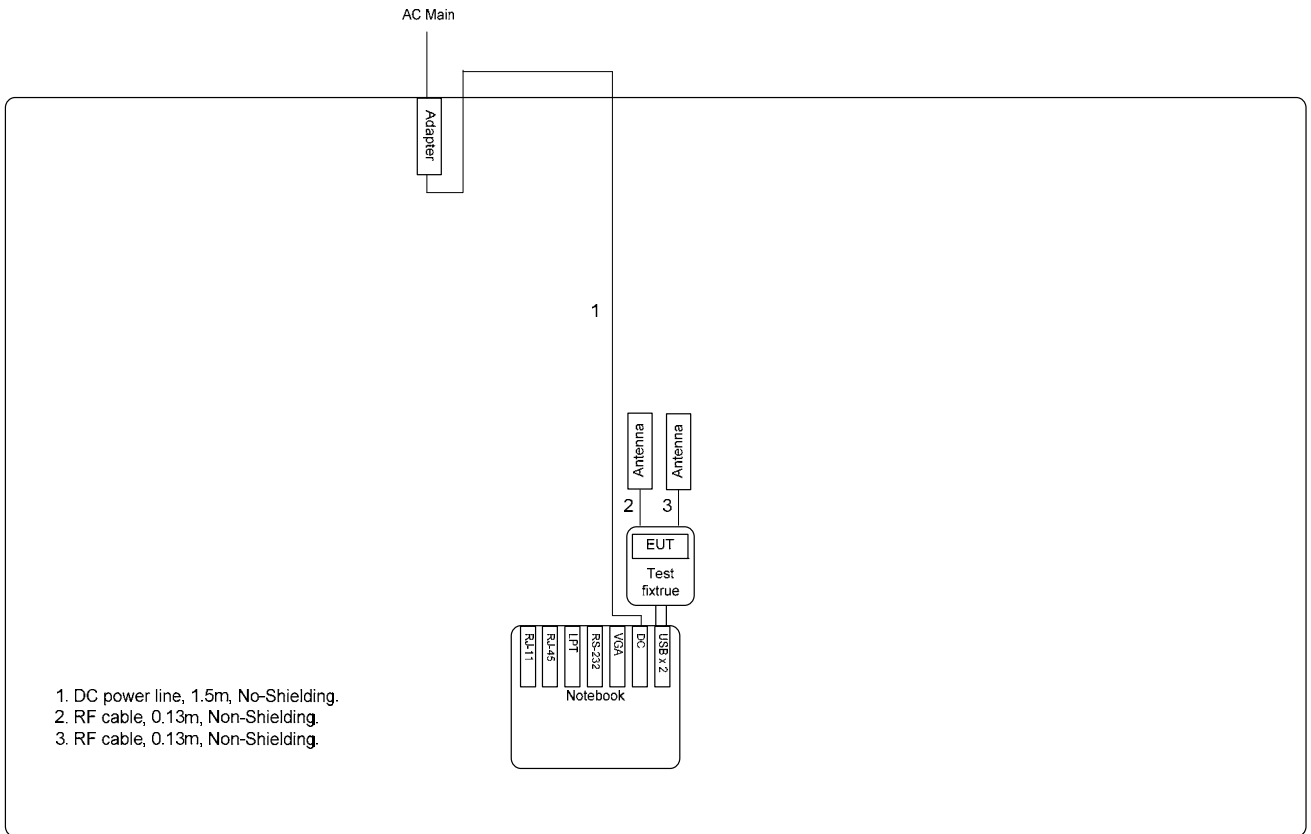 AC Main
Adapter
1
Antenna
Antenna
2
3
EUT
Test
fixtrue
RJ-11
RJ-45
LPT
RS-232
VGA
DC
USB x 2
Notebook
1. DC power line, 1.5m, No-Shielding.
2. RF cable, 0.13m, Non-Shielding.
3. RF cable, 0.13m, Non-Shielding.